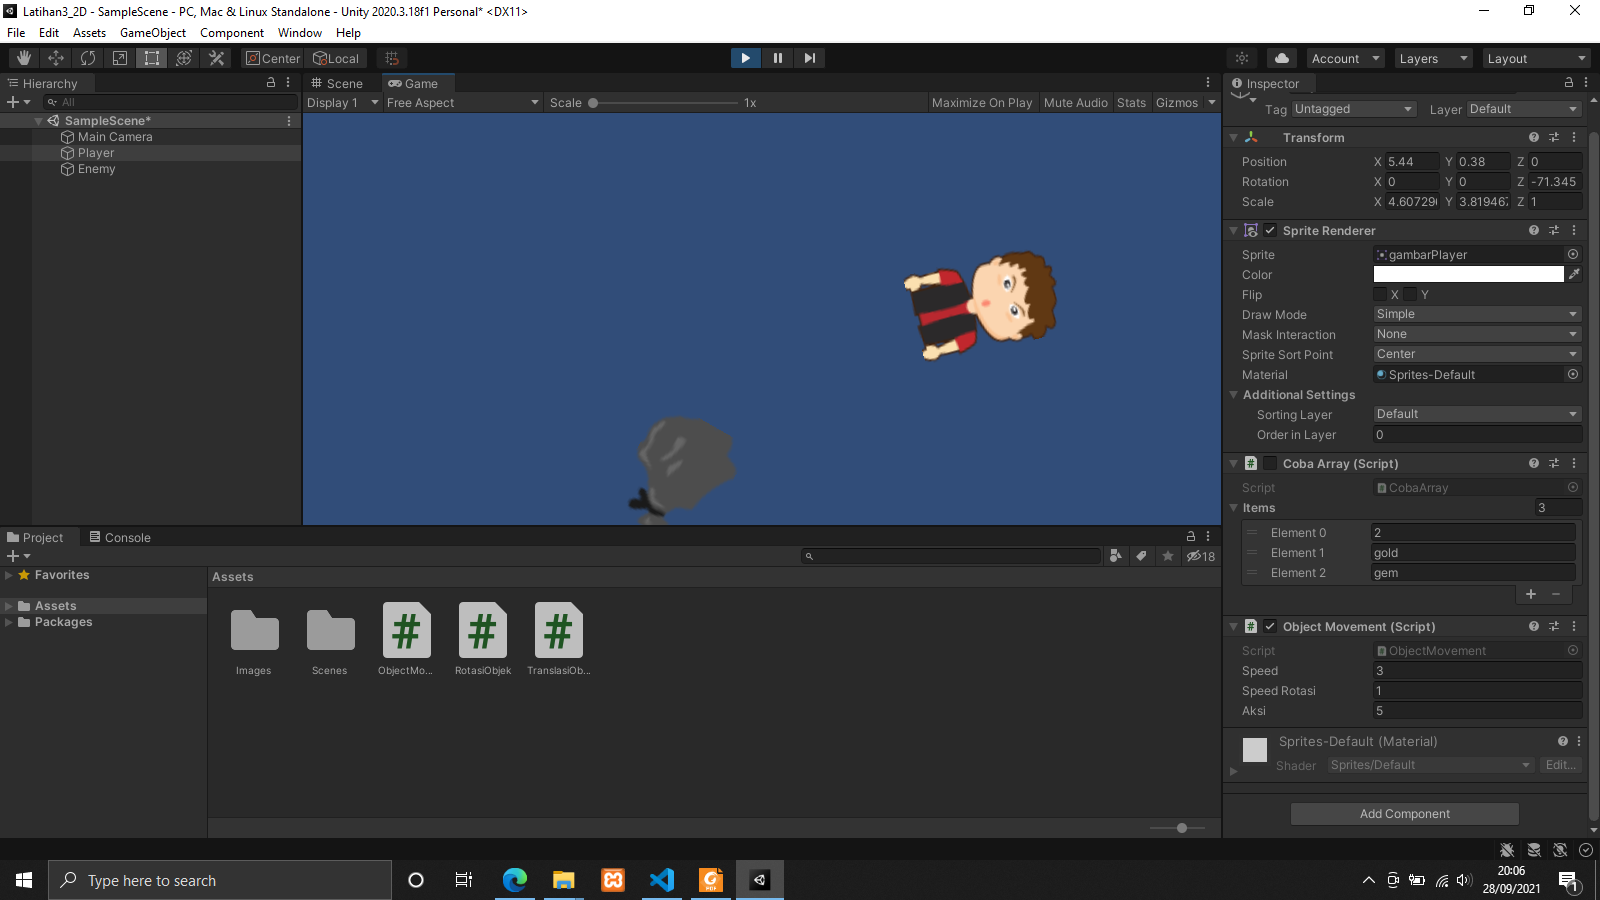 Latihan3_2D - SampleScene - PC, Mac & Linux Standalone - Unity 2020.3.18f1 Personal* <DX11>
File Edit Assets GameObject Component Window Help
Center Local Account Layers Layout
Hierarchy
All
SampleScene*
Main Camera
Player
Enemy
Scene Game
Display 1 Free Aspect Scale 1x Maximize On Play Mute Audio Stats Gizmos
Inspector
Tag Untagged Layer Default
Transform
Position X 5.44 Y 0.38 Z 0
Rotation X 0 Y 0 Z -71.345
Scale X 4.60729 Y 3.81946 Z 1
Sprite Renderer
Sprite gambarPlayer
Color
Flip X Y
Draw Mode Simple
Mask Interaction None
Sprite Sort Point Center
Material Sprites-Default
Additional Settings
Sorting Layer Default
Order in Layer 0
# Coba Array (Script)
Script CobaArray
Items 3
Element 0 2
Element 1 gold
Element 2 gem
+ −
# Object Movement (Script)
Script ObjectMovement
Speed 3
Speed Rotasi 1
Aksi 5
Sprites-Default (Material)
Shader Sprites/Default Edit...
Add Component
Project Console
18
Favorites
Assets
Packages
Assets
# # #
Images Scenes ObjectMo... RotasiObjek TranslasiOb...
Type here to search
PDF
20:06
28/09/2021
1